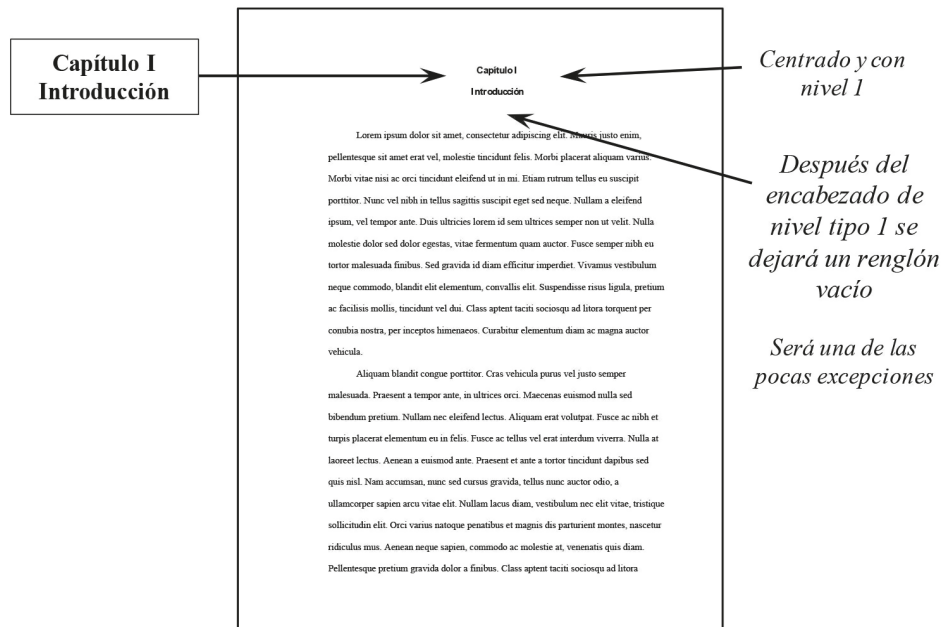 Capítulo I
Introducción
Capítulo I
Introducción
Centrado y con
nivel 1
Después del
encabezado de
nivel tipo 1 se
dejará un renglón
vacío
Será una de las
pocas excepciones
Lorem ipsum dolor sit amet, consectetur adipiscing elit. Mauris justo enim,
pellentesque sit amet erat vel, molestie tincidunt felis. Morbi placerat aliquam varius.
Morbi vitae nisi ac orci tincidunt eleifend ut in mi. Etiam rutrum tellus eu suscipit
porttitor. Nunc vel nibh in tellus sagittis suscipit eget sed neque. Nullam a eleifend
ipsum, vel tempor ante. Duis ultricies lorem id sem ultrices semper non ut velit. Nulla
molestie dolor sed dolor egestas, vitae fermentum quam auctor. Fusce semper nibh eu
tortor malesuada finibus. Sed gravida id diam efficitur imperdiet. Vivamus vestibulum
neque commodo, blandit elit elementum, convallis elit. Suspendisse risus ligula, pretium
ac facilisis mollis, tincidunt vel dui. Class aptent taciti sociosqu ad litora torquent per
conubia nostra, per inceptos himenaeos. Curabitur elementum diam ac magna auctor
vehicula.
Aliquam blandit congue porttitor. Cras vehicula purus vel justo semper
malesuada. Praesent a tempor ante, in ultrices orci. Maecenas euismod nulla sed
bibendum pretium. Nullam nec eleifend lectus. Aliquam erat volutpat. Fusce ac nibh et
turpis placerat elementum eu in felis. Fusce ac tellus vel erat interdum viverra. Nulla at
laoreet lectus. Aenean a euismod ante. Praesent et ante a tortor tincidunt dapibus sed
quis nisl. Nam accumsan, nunc sed cursus gravida, tellus nunc auctor odio, a
ullamcorper sapien arcu vitae elit. Nullam lacus diam, vestibulum nec elit vitae, tristique
sollicitudin elit. Orci varius natoque penatibus et magnis dis parturient montes, nascetur
ridiculus mus. Aenean neque sapien, commodo ac molestie at, venenatis quis diam.
Pellentesque pretium gravida dolor a finibus. Class aptent taciti sociosqu ad litora